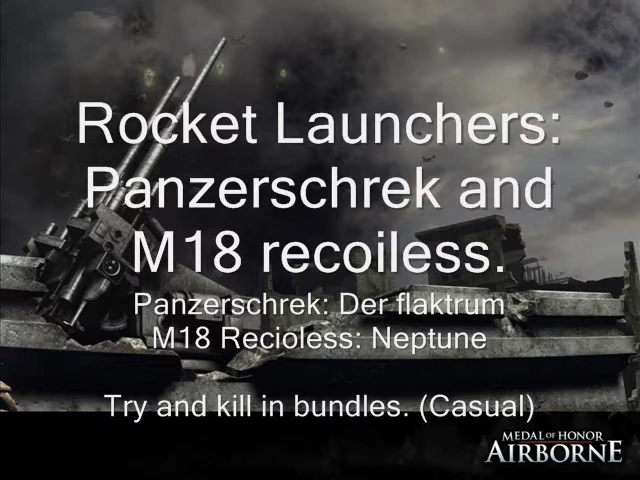 Rocket Launchers:
Panzerschrek and
M18 recoiless.
Panzerschrek: Der flaktrum
M18 Recioless: Neptune
Try and kill in bundles. (Casual)
MEDAL OF HONOR
AIRBORNE